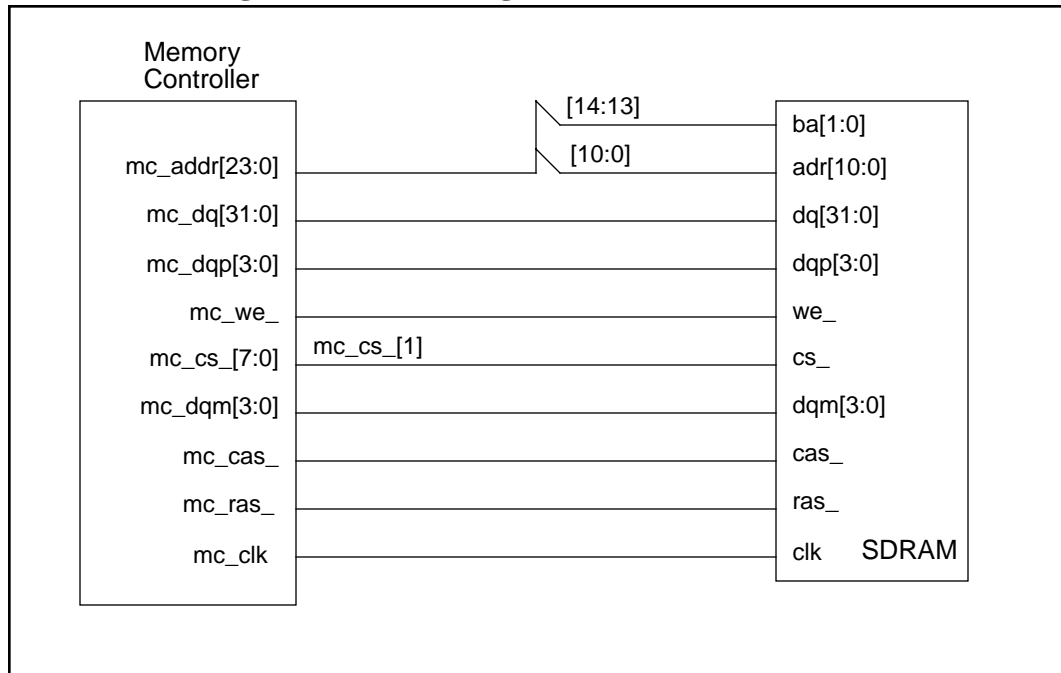 Memory
Controller
[14:13]
ba[1:0]
mc_addr[23:0]
[10:0]
adr[10:0]
mc_dq[31:0]
dq[31:0]
mc_dqp[3:0]
dqp[3:0]
mc_we_
we_
mc_cs_[7:0]
mc_cs_[1]
cs_
mc_dqm[3:0]
dqm[3:0]
mc_cas_
cas_
mc_ras_
ras_
mc_clk
clk
SDRAM